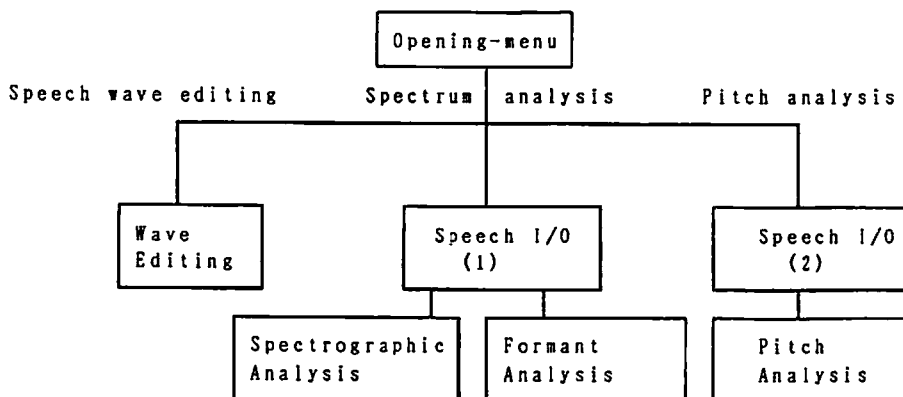 Opening-menu
Speech wave editing
Spectrum analysis
Pitch analysis
Wave
Editing
Speech I/O
(1)
Speech I/O
(2)
Spectrographic
Analysis
Formant
Analysis
Pitch
Analysis